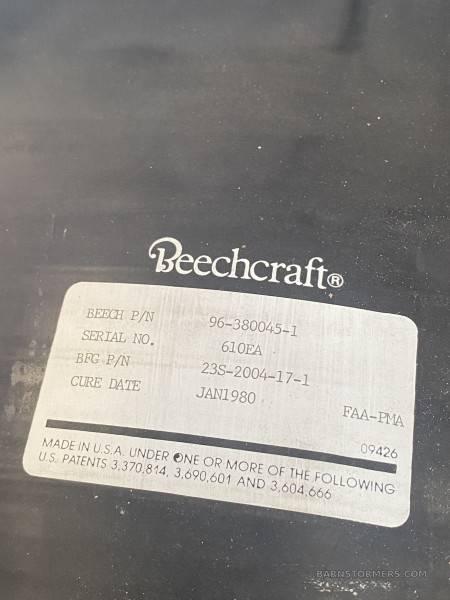 Beechcraft®
BEECH P/N 96-380045-1
SERIAL NO. 610EA
BFG P/N 23S-2004-17-1
CURE DATE JAN1980
FAA-PMA
09426
MADE IN U.S.A. UNDER ONE OR MORE OF THE FOLLOWING
U.S. PATENTS 3,370,814, 3,690,601 AND 3,604,666
BARNSTORMERS.COM